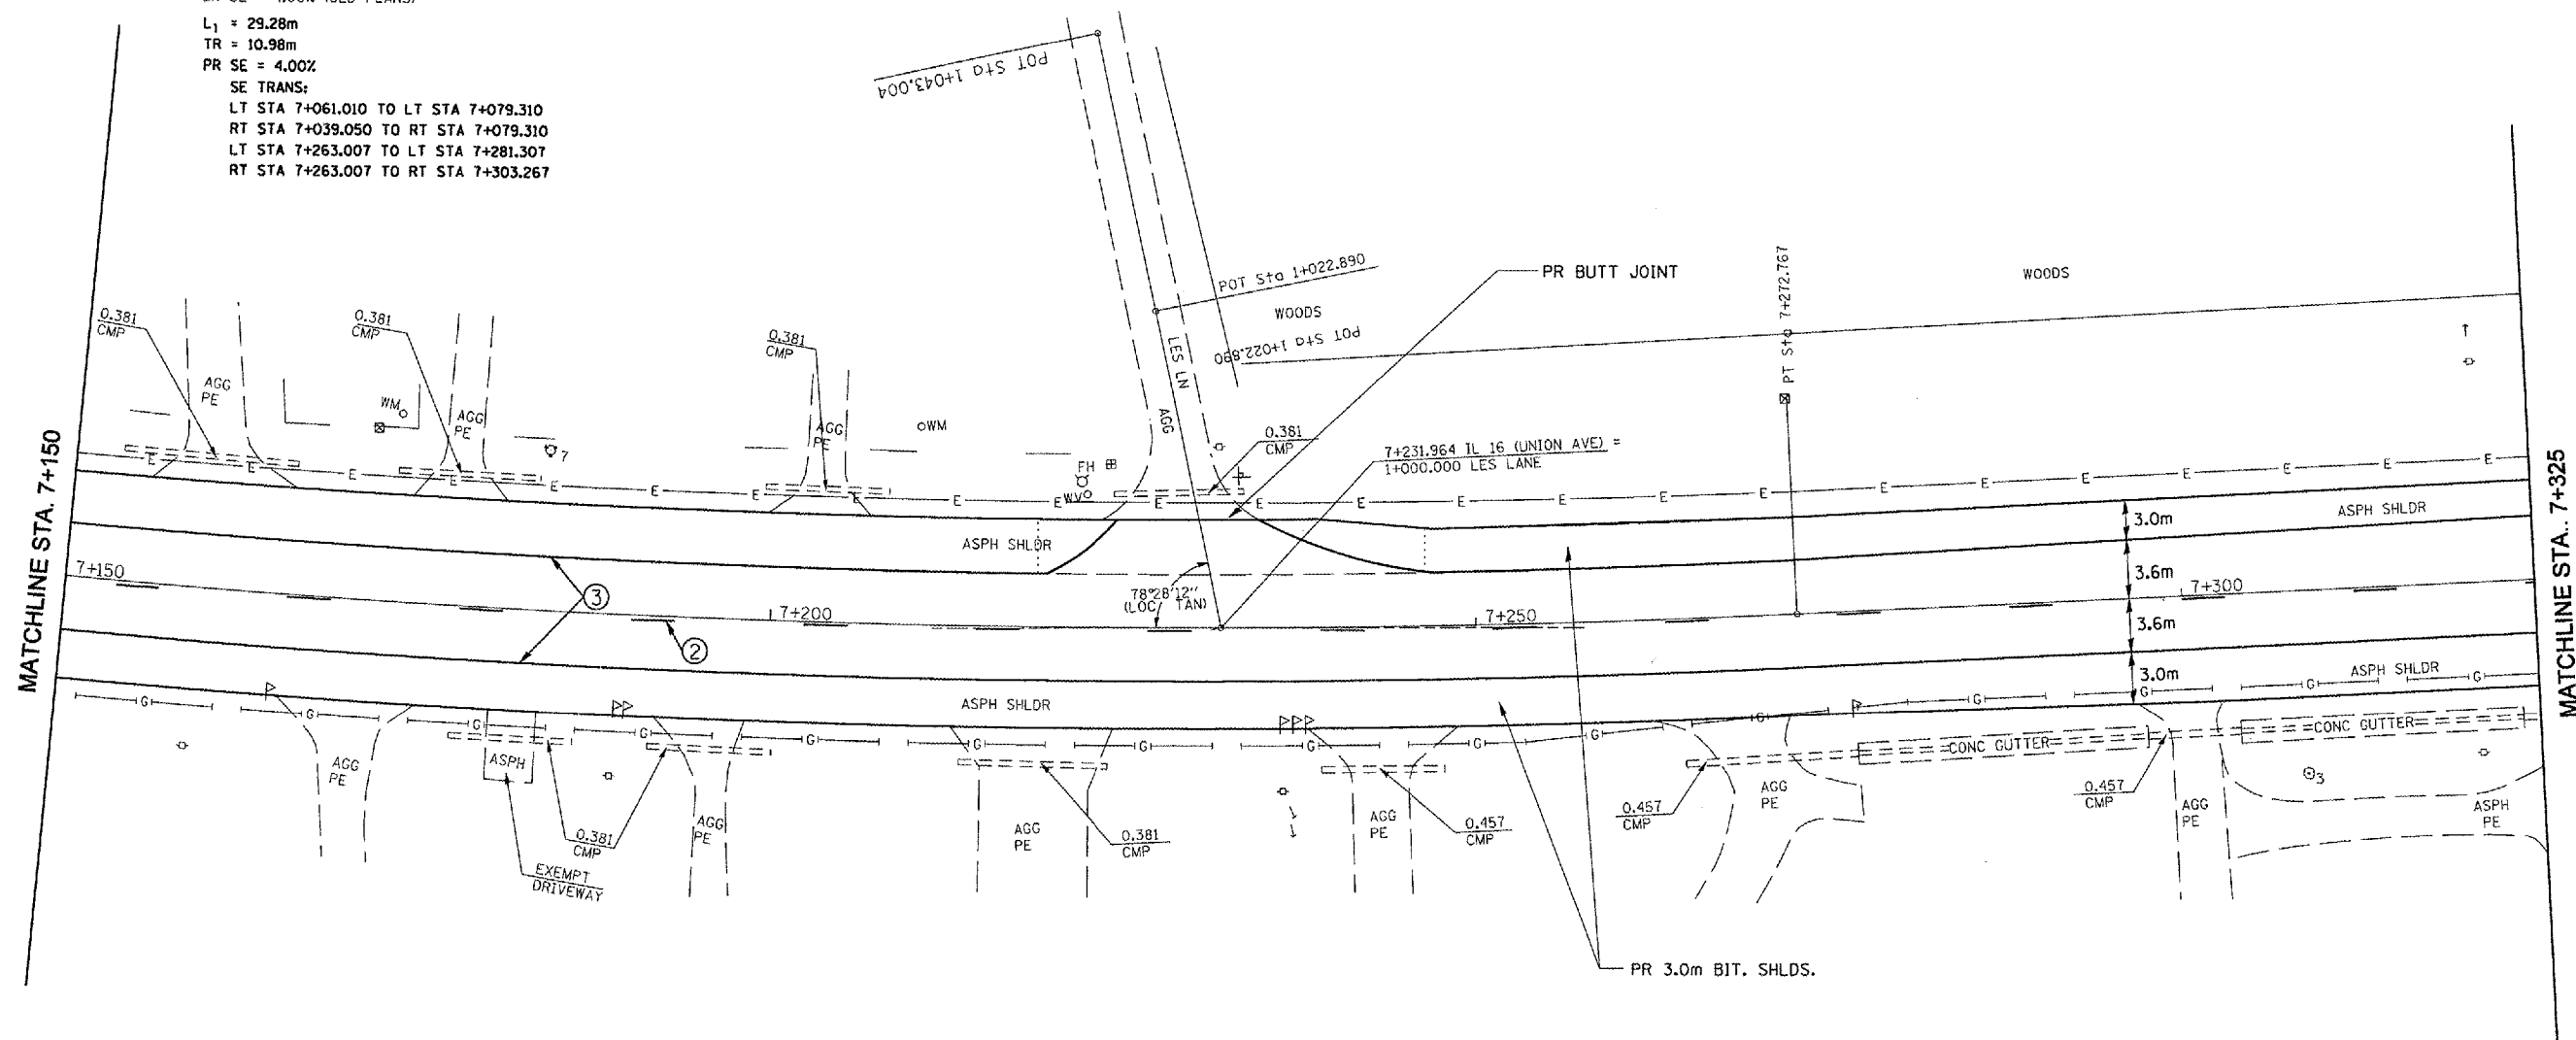 L1 = 29.28m
TR = 10.98m
PR SE = 4.00%
SE TRANS:
LT STA 7+061.010 TO LT STA 7+079.310
RT STA 7+039.050 TO RT STA 7+079.310
LT STA 7+263.007 TO LT STA 7+281.307
RT STA 7+263.007 TO RT STA 7+303.267
POT Sta 1+043.004
POT Sta 1+022.890
WOODS
POT Sta 1+022.890
PR BUTT JOINT
PT Sta 7+272.767
WOODS
LES LN
AGG
0.381
CMP
0.381
CMP
0.381
CMP
0.381
CMP
AGG
PE
WM
AGG
PE
7
AGG
PE
WM
FH
WV
7+231.964 IL 16 (UNION AVE) =
1+000.000 LES LANE
E E E E E E E E E E E E E E E E E E E E E E E E
MATCHLINE STA. 7+150
MATCHLINE STA.. 7+325
ASPH SHLDR
ASPH SHLDR
3.0m
3.6m
3.6m
3.0m
7+150
7+200
7+250
7+300
78°28'12"
(LOC TAN)
3
2
ASPH SHLDR
ASPH SHLDR
G G G G G G G G G G G G G G G
CONC GUTTER
CONC GUTTER
AGG
PE
ASPH
0.381
CMP
EXEMPT
DRIVEWAY
AGG
PE
AGG
PE
0.381
CMP
AGG
PE
0.457
CMP
0.457
CMP
AGG
PE
0.457
CMP
AGG
PE
3
ASPH
PE
PR 3.0m BIT. SHLDS.